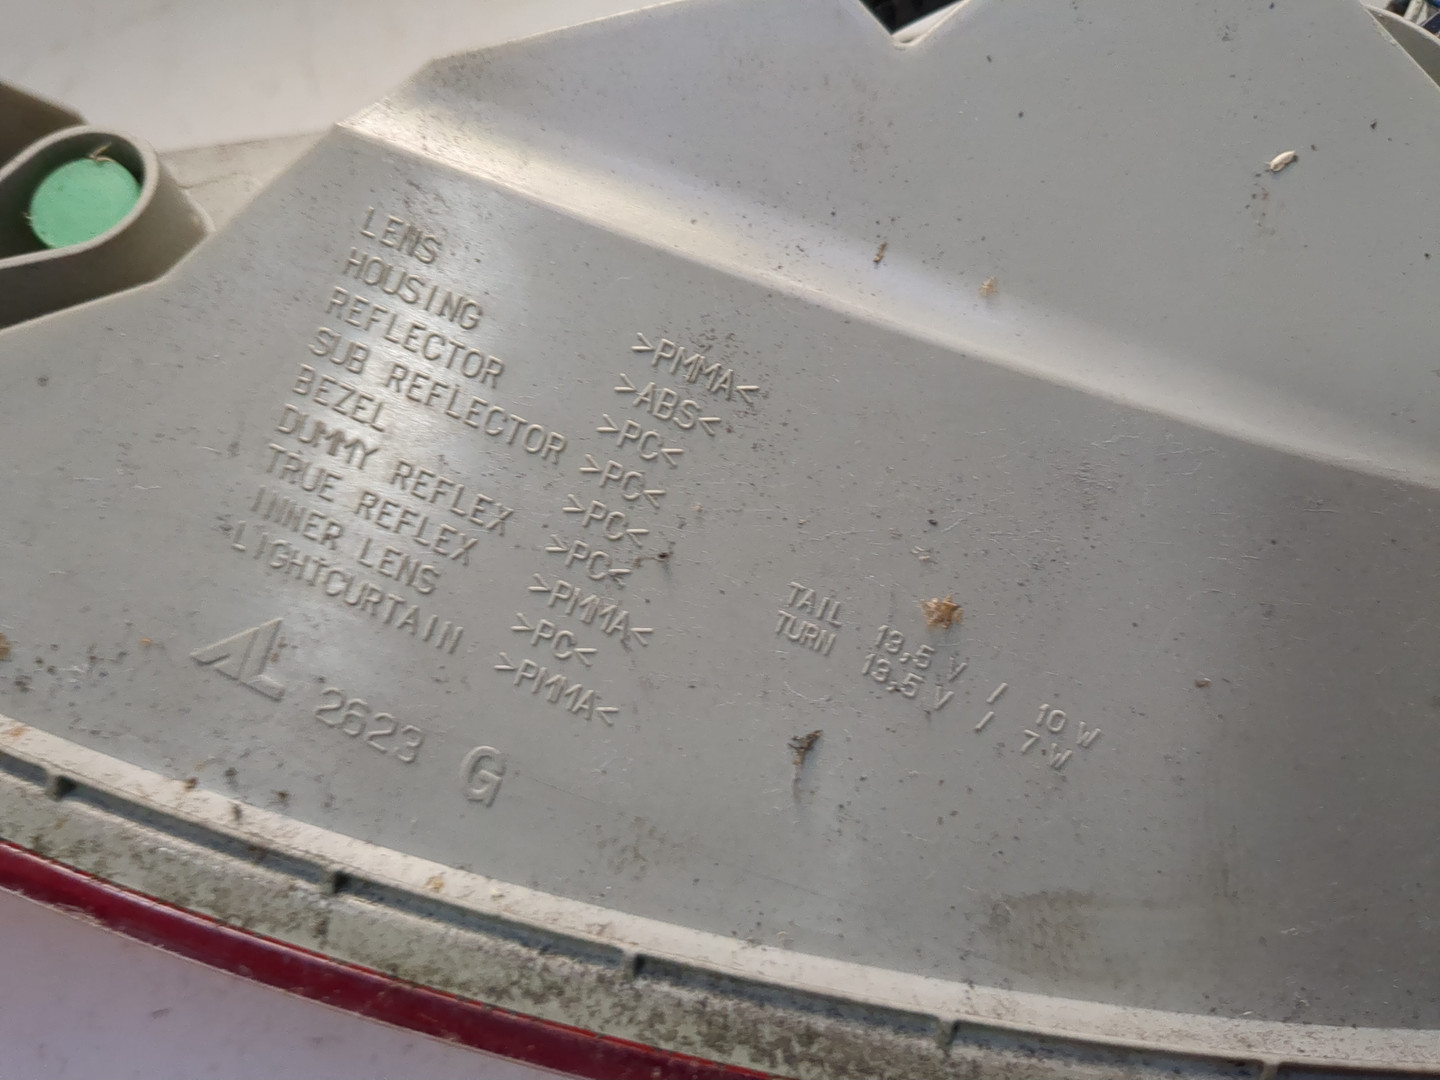 LENS >PMMA<
HOUSING >ABS<
REFLECTOR >PC<
SUB REFLECTOR >PC<
BEZEL >PC<
DUMMY REFLEX >PC<
TRUE REFLEX >PMMA<
INNER LENS >PC<
LIGHTCURTAIN >PMMA<
AL 2623 G
TAIL 13,5 V / 10 W
TURN 13,5 V / 7 W